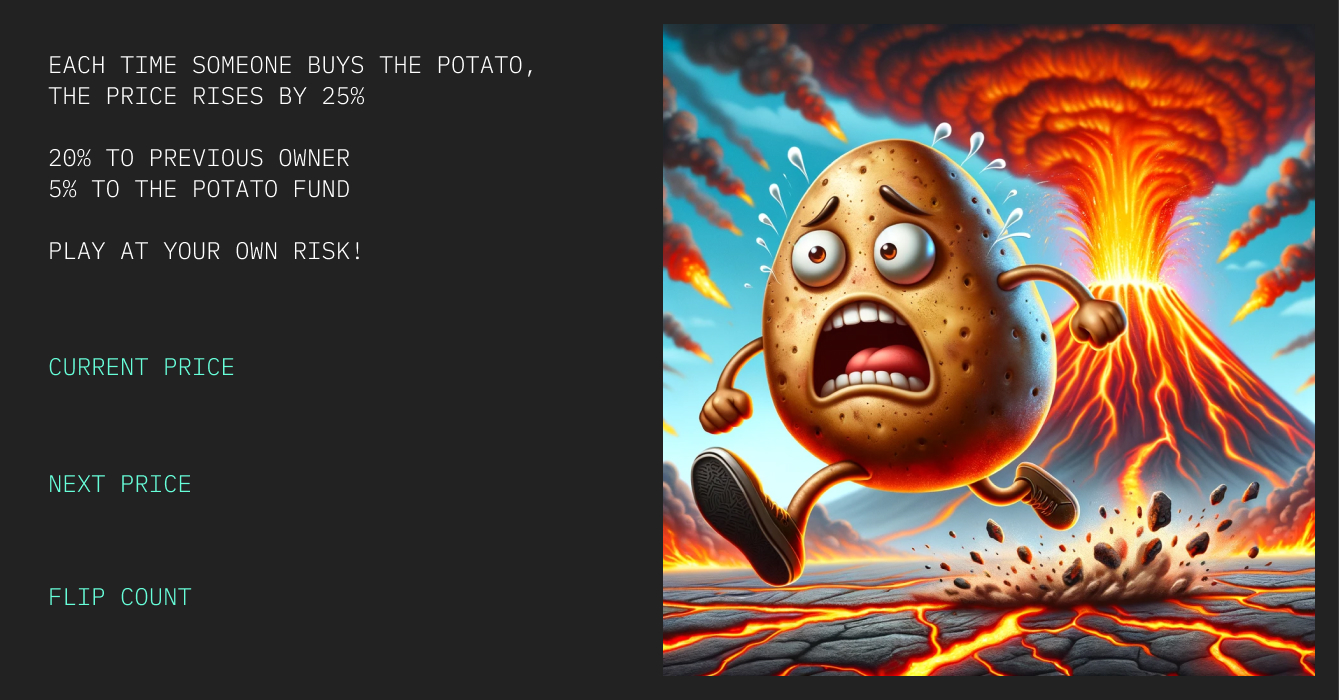 EACH TIME SOMEONE BUYS THE POTATO,
THE PRICE RISES BY 25%
20% TO PREVIOUS OWNER
5% TO THE POTATO FUND
PLAY AT YOUR OWN RISK!
CURRENT PRICE
NEXT PRICE
FLIP COUNT